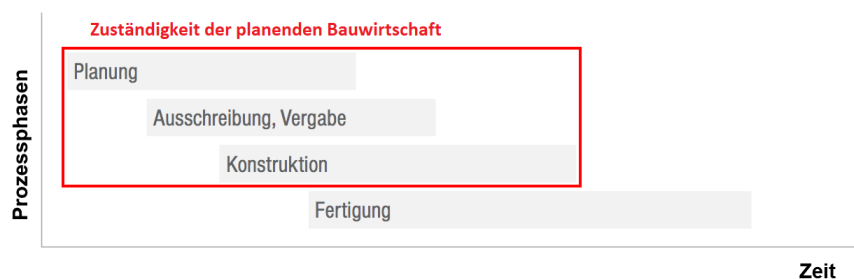 Zuständigkeit der planenden Bauwirtschaft
Planung
Ausschreibung, Vergabe
Konstruktion
Fertigung
Prozessphasen
Zeit